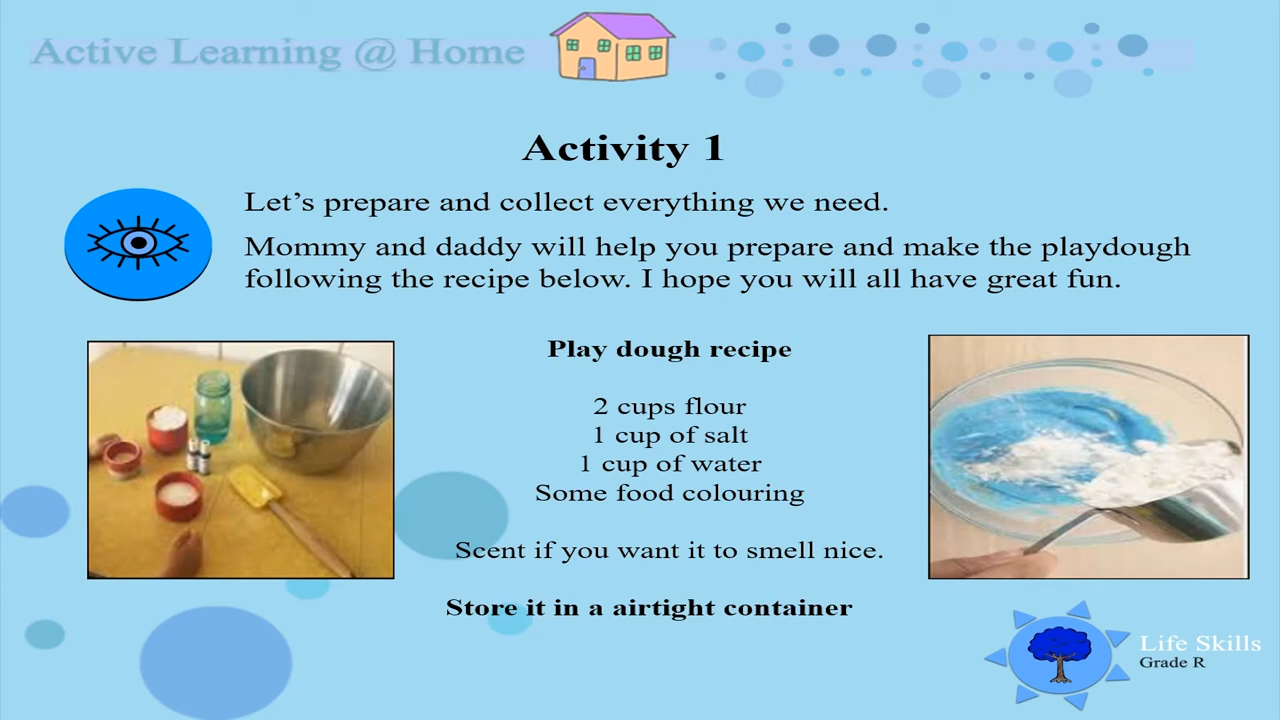 Active Learning @ Home
Activity 1
Let’s prepare and collect everything we need.
Mommy and daddy will help you prepare and make the playdough
following the recipe below. I hope you will all have great fun.
Play dough recipe
2 cups flour
1 cup of salt
1 cup of water
Some food colouring
Scent if you want it to smell nice.
Store it in a airtight container
Life Skills
Grade R